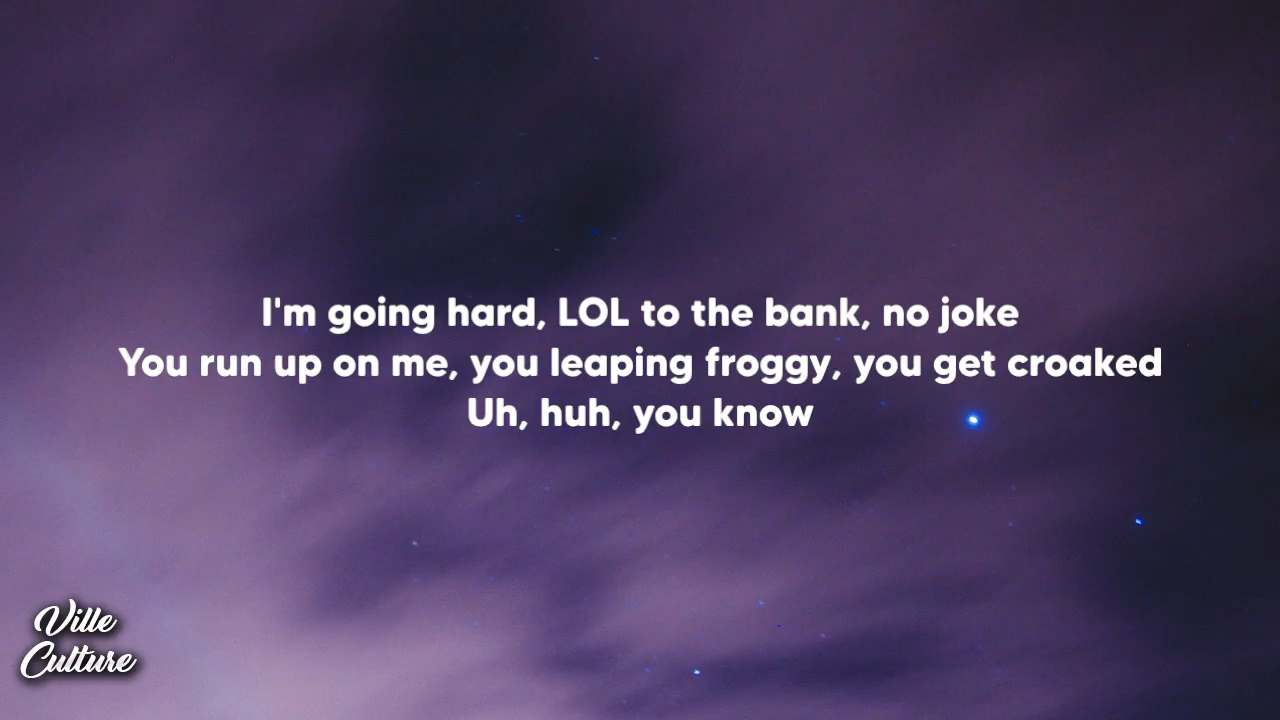 I'm going hard, LOL to the bank, no joke
You run up on me, you leaping froggy, you get croaked
Uh, huh, you know
Ville
Culture